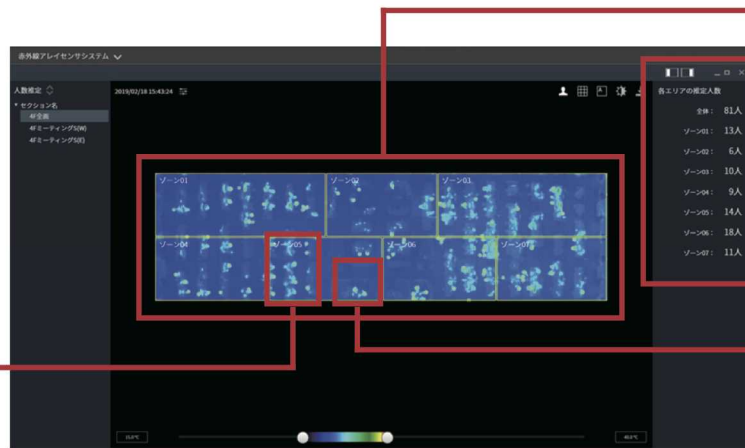 赤外線アレイセンサシステム
人数推定
セクション名
4F全面
4FミーティングS(W)
4FミーティングS(E)
2019/02/18 15:43:24
ゾーン01
ゾーン02
ゾーン03
ゾーン04
ゾーン05
ゾーン06
ゾーン07
15.0℃
40.0℃
各エリアの推定人数
全体： 81人
ゾーン01： 13人
ゾーン02： 6人
ゾーン03： 10人
ゾーン04： 9人
ゾーン05： 14人
ゾーン06： 18人
ゾーン07： 11人